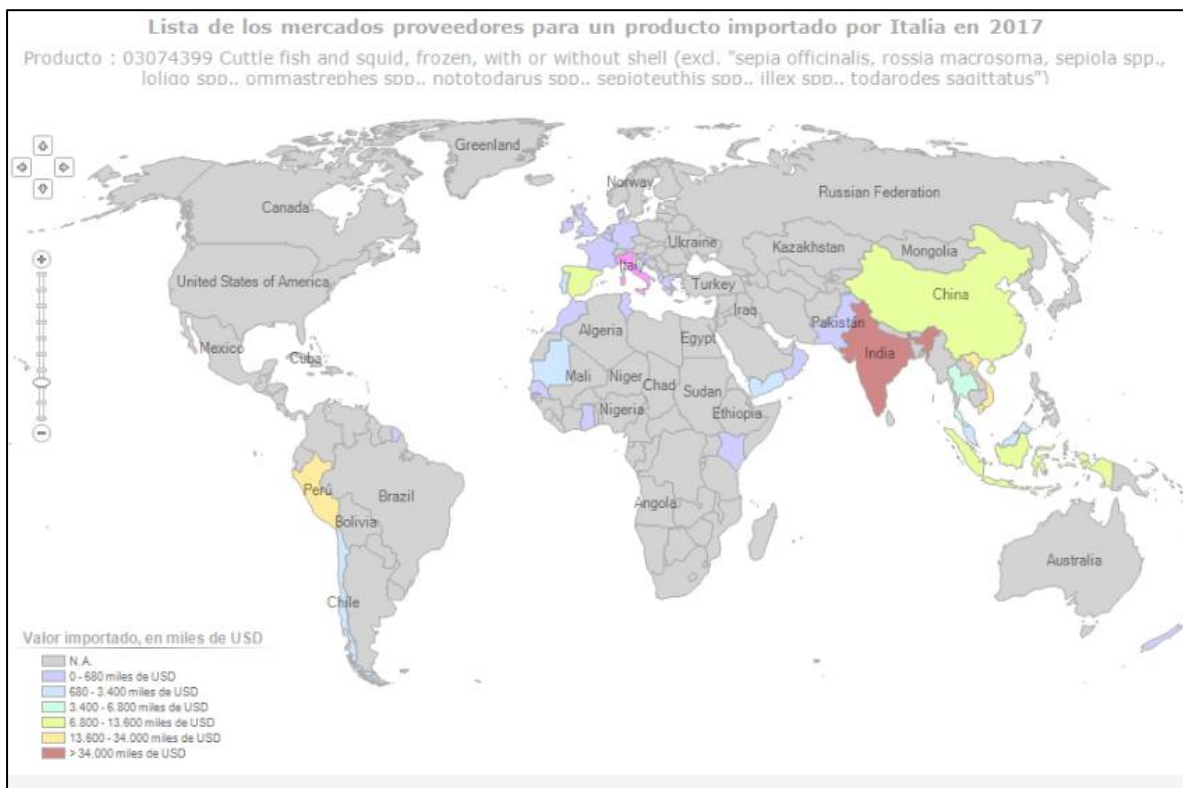 Lista de los mercados proveedores para un producto importado por Italia en 2017
Producto : 03074399 Cuttle fish and squid, frozen, with or without shell (excl. "sepia officinalis, rossia macrosoma, sepiola spp.,
loligo spp., ommastrephes spp., nototodarus spp., sepioteuthis spp., illex spp., todarodes sagittatus")
Greenland
Norway
Russian Federation
Canada
Ukraine
Kazakhstan
Mongolia
Italy
United States of America
Turkey
China
Iraq
Algeria
Egypt
Pakistán
Mexico
Cuba
India
Mali
Niger
Chad
Sudan
Nigeria
Ethiopia
Perú
Brazil
Angola
Bolivia
Australia
Chile
Valor importado, en miles de USD
N.A.
0 - 680 miles de USD
680 - 3.400 miles de USD
3.400 - 6.800 miles de USD
6.800 - 13.600 miles de USD
13.600 - 34.000 miles de USD
> 34.000 miles de USD